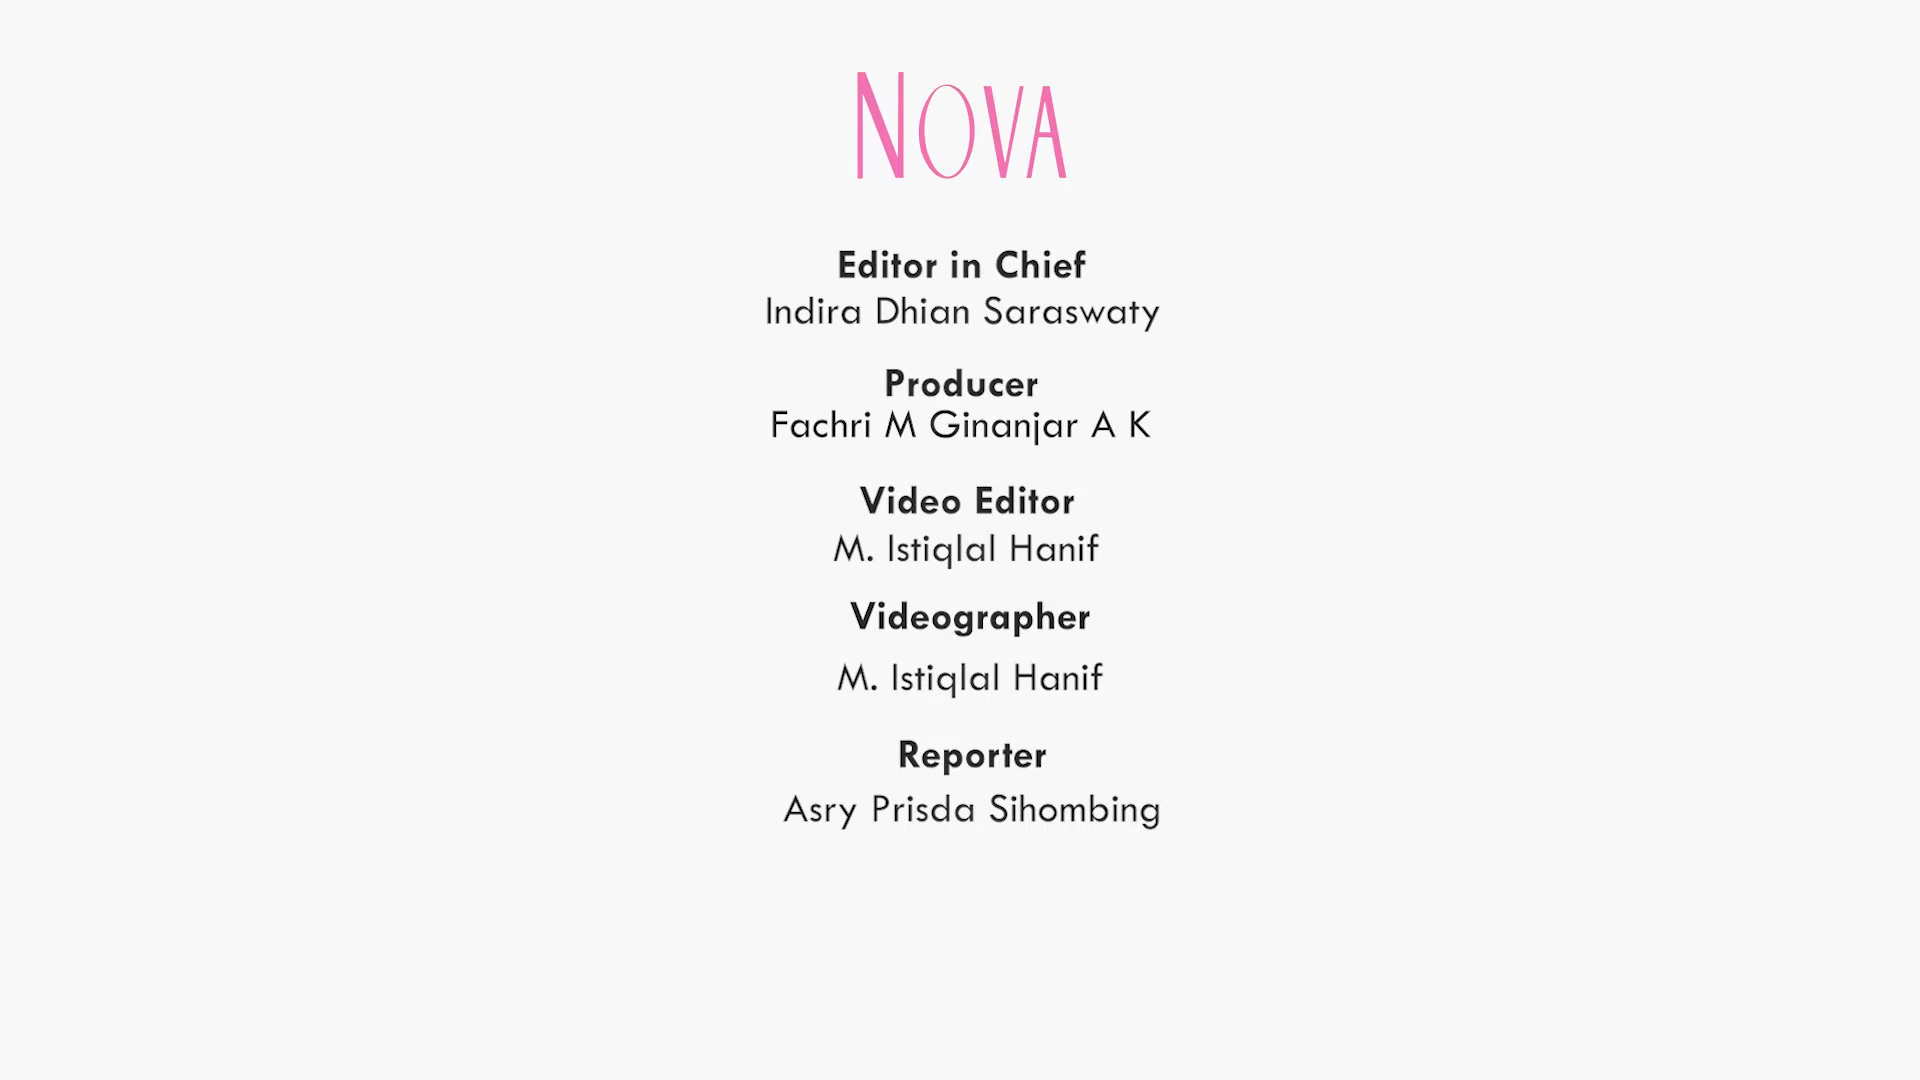 NOVA
Editor in Chief
Indira Dhian Saraswaty
Producer
Fachri M Ginanjar A K
Video Editor
M. Istiqlal Hanif
Videographer
M. Istiqlal Hanif
Reporter
Asry Prisda Sihombing